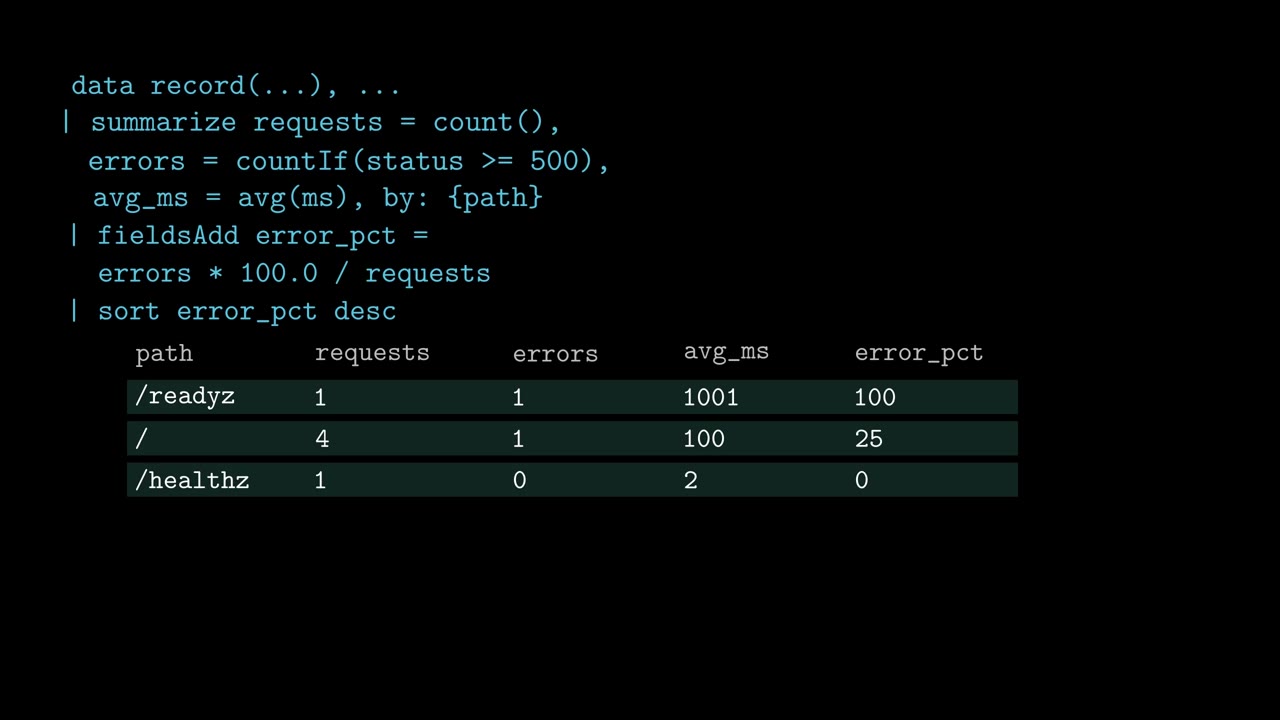 data record(...), ...
| summarize requests = count(),
errors = countIf(status >= 500),
avg_ms = avg(ms), by: {path}
| fieldsAdd error_pct =
errors * 100.0 / requests
| sort error_pct desc
path requests errors avg_ms error_pct
/readyz 1 1 1001 100
/ 4 1 100 25
/healthz 1 0 2 0